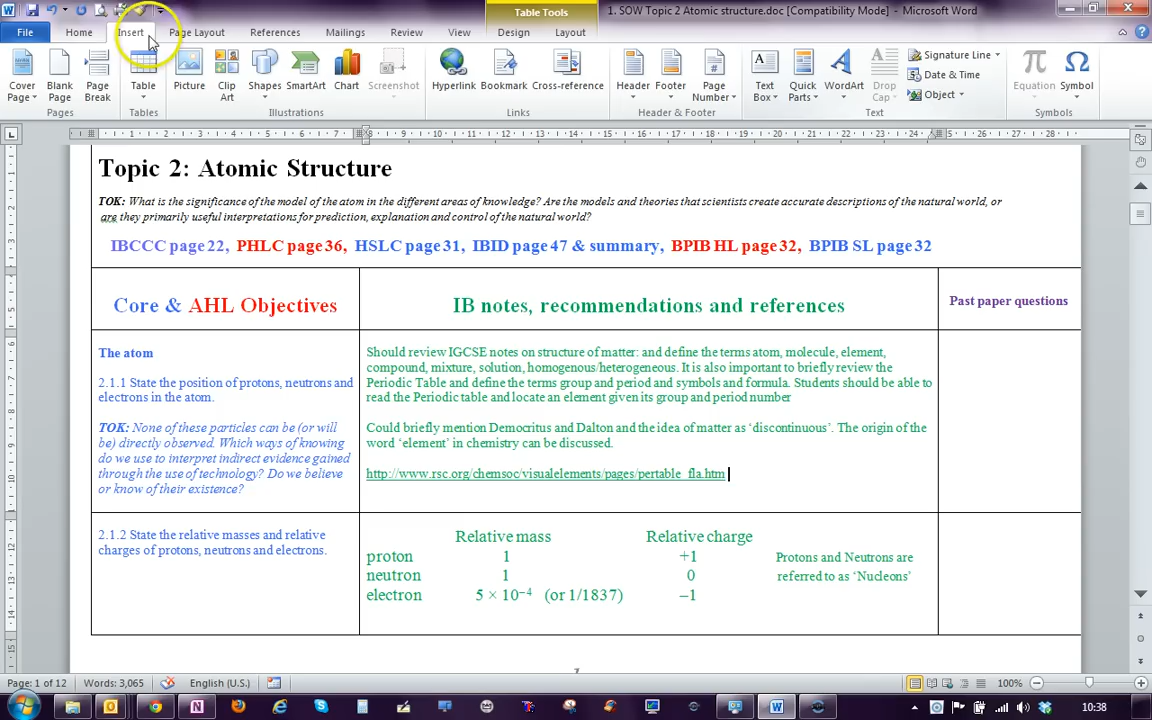 Table Tools
1. SOW Topic 2 Atomic structure.doc [Compatibility Mode] - Microsoft Word
File Home Insert Page Layout References Mailings Review View Design Layout
Cover Page
Blank Page
Page Break
Table
Picture
Clip Art
Shapes
SmartArt
Chart
Screenshot
Hyperlink
Bookmark
Cross-reference
Header
Footer
Page Number
Text Box
Quick Parts
WordArt
Drop Cap
Signature Line
Date & Time
Object
Equation
Symbol
Pages Tables Illustrations Links Header & Footer Text Symbols
Topic 2: Atomic Structure
TOK: What is the significance of the model of the atom in the different areas of knowledge? Are the models and theories that scientists create accurate descriptions of the natural world, or
are they primarily useful interpretations for prediction, explanation and control of the natural world?
IBCCC page 22, PHLC page 36, HSLC page 31, IBID page 47 & summary, BPIB HL page 32, BPIB SL page 32
Core & AHL Objectives
IB notes, recommendations and references
Past paper questions
The atom
2.1.1 State the position of protons, neutrons and
electrons in the atom.
TOK: None of these particles can be (or will
be) directly observed. Which ways of knowing
do we use to interpret indirect evidence gained
through the use of technology? Do we believe
or know of their existence?
Should review IGCSE notes on structure of matter: and define the terms atom, molecule, element,
compound, mixture, solution, homogenous/heterogeneous. It is also important to briefly review the
Periodic Table and define the terms group and period and symbols and formula. Students should be able to
read the Periodic table and locate an element given its group and period number
Could briefly mention Democritus and Dalton and the idea of matter as ‘discontinuous’. The origin of the
word ‘element’ in chemistry can be discussed.
http://www.rsc.org/chemsoc/visualelements/pages/pertable_fla.htm
2.1.2 State the relative masses and relative
charges of protons, neutrons and electrons.
Relative mass Relative charge
proton 1 +1
neutron 1 0
electron 5 × 10⁻⁴ (or 1/1837) –1
Protons and Neutrons are
referred to as ‘Nucleons’
Page: 1 of 12 Words: 3,065 English (U.S.) 100%
10:38